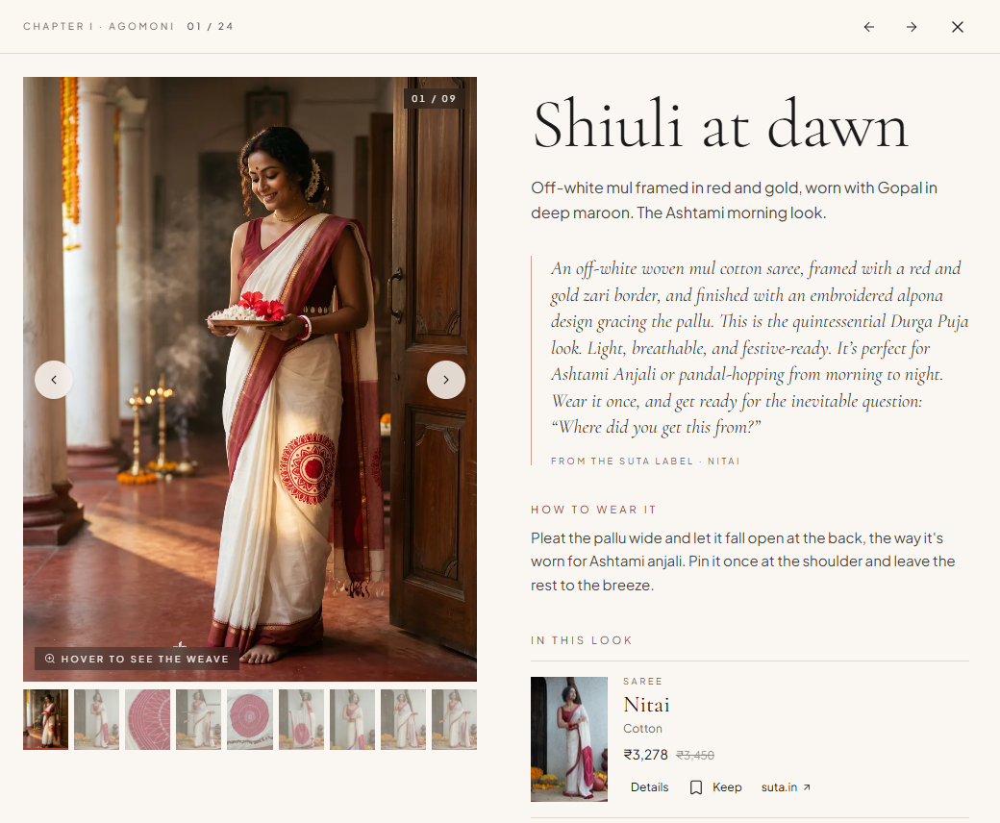 CHAPTER I · AGOMONI 01 / 24
01 / 09
HOVER TO SEE THE WEAVE
Shiuli at dawn
Off-white mul framed in red and gold, worn with Gopal in
deep maroon. The Ashtami morning look.
An off-white woven mul cotton saree, framed with a red and
gold zari border, and finished with an embroidered alpona
design gracing the pallu. This is the quintessential Durga Puja
look. Light, breathable, and festive-ready. It’s perfect for
Ashtami Anjali or pandal-hopping from morning to night.
Wear it once, and get ready for the inevitable question:
“Where did you get this from?”
FROM THE SUTA LABEL · NITAI
HOW TO WEAR IT
Pleat the pallu wide and let it fall open at the back, the way it's
worn for Ashtami anjali. Pin it once at the shoulder and leave the
rest to the breeze.
IN THIS LOOK
SAREE
Nitai
Cotton
₹3,278 ₹3,450
Details Keep suta.in ↗